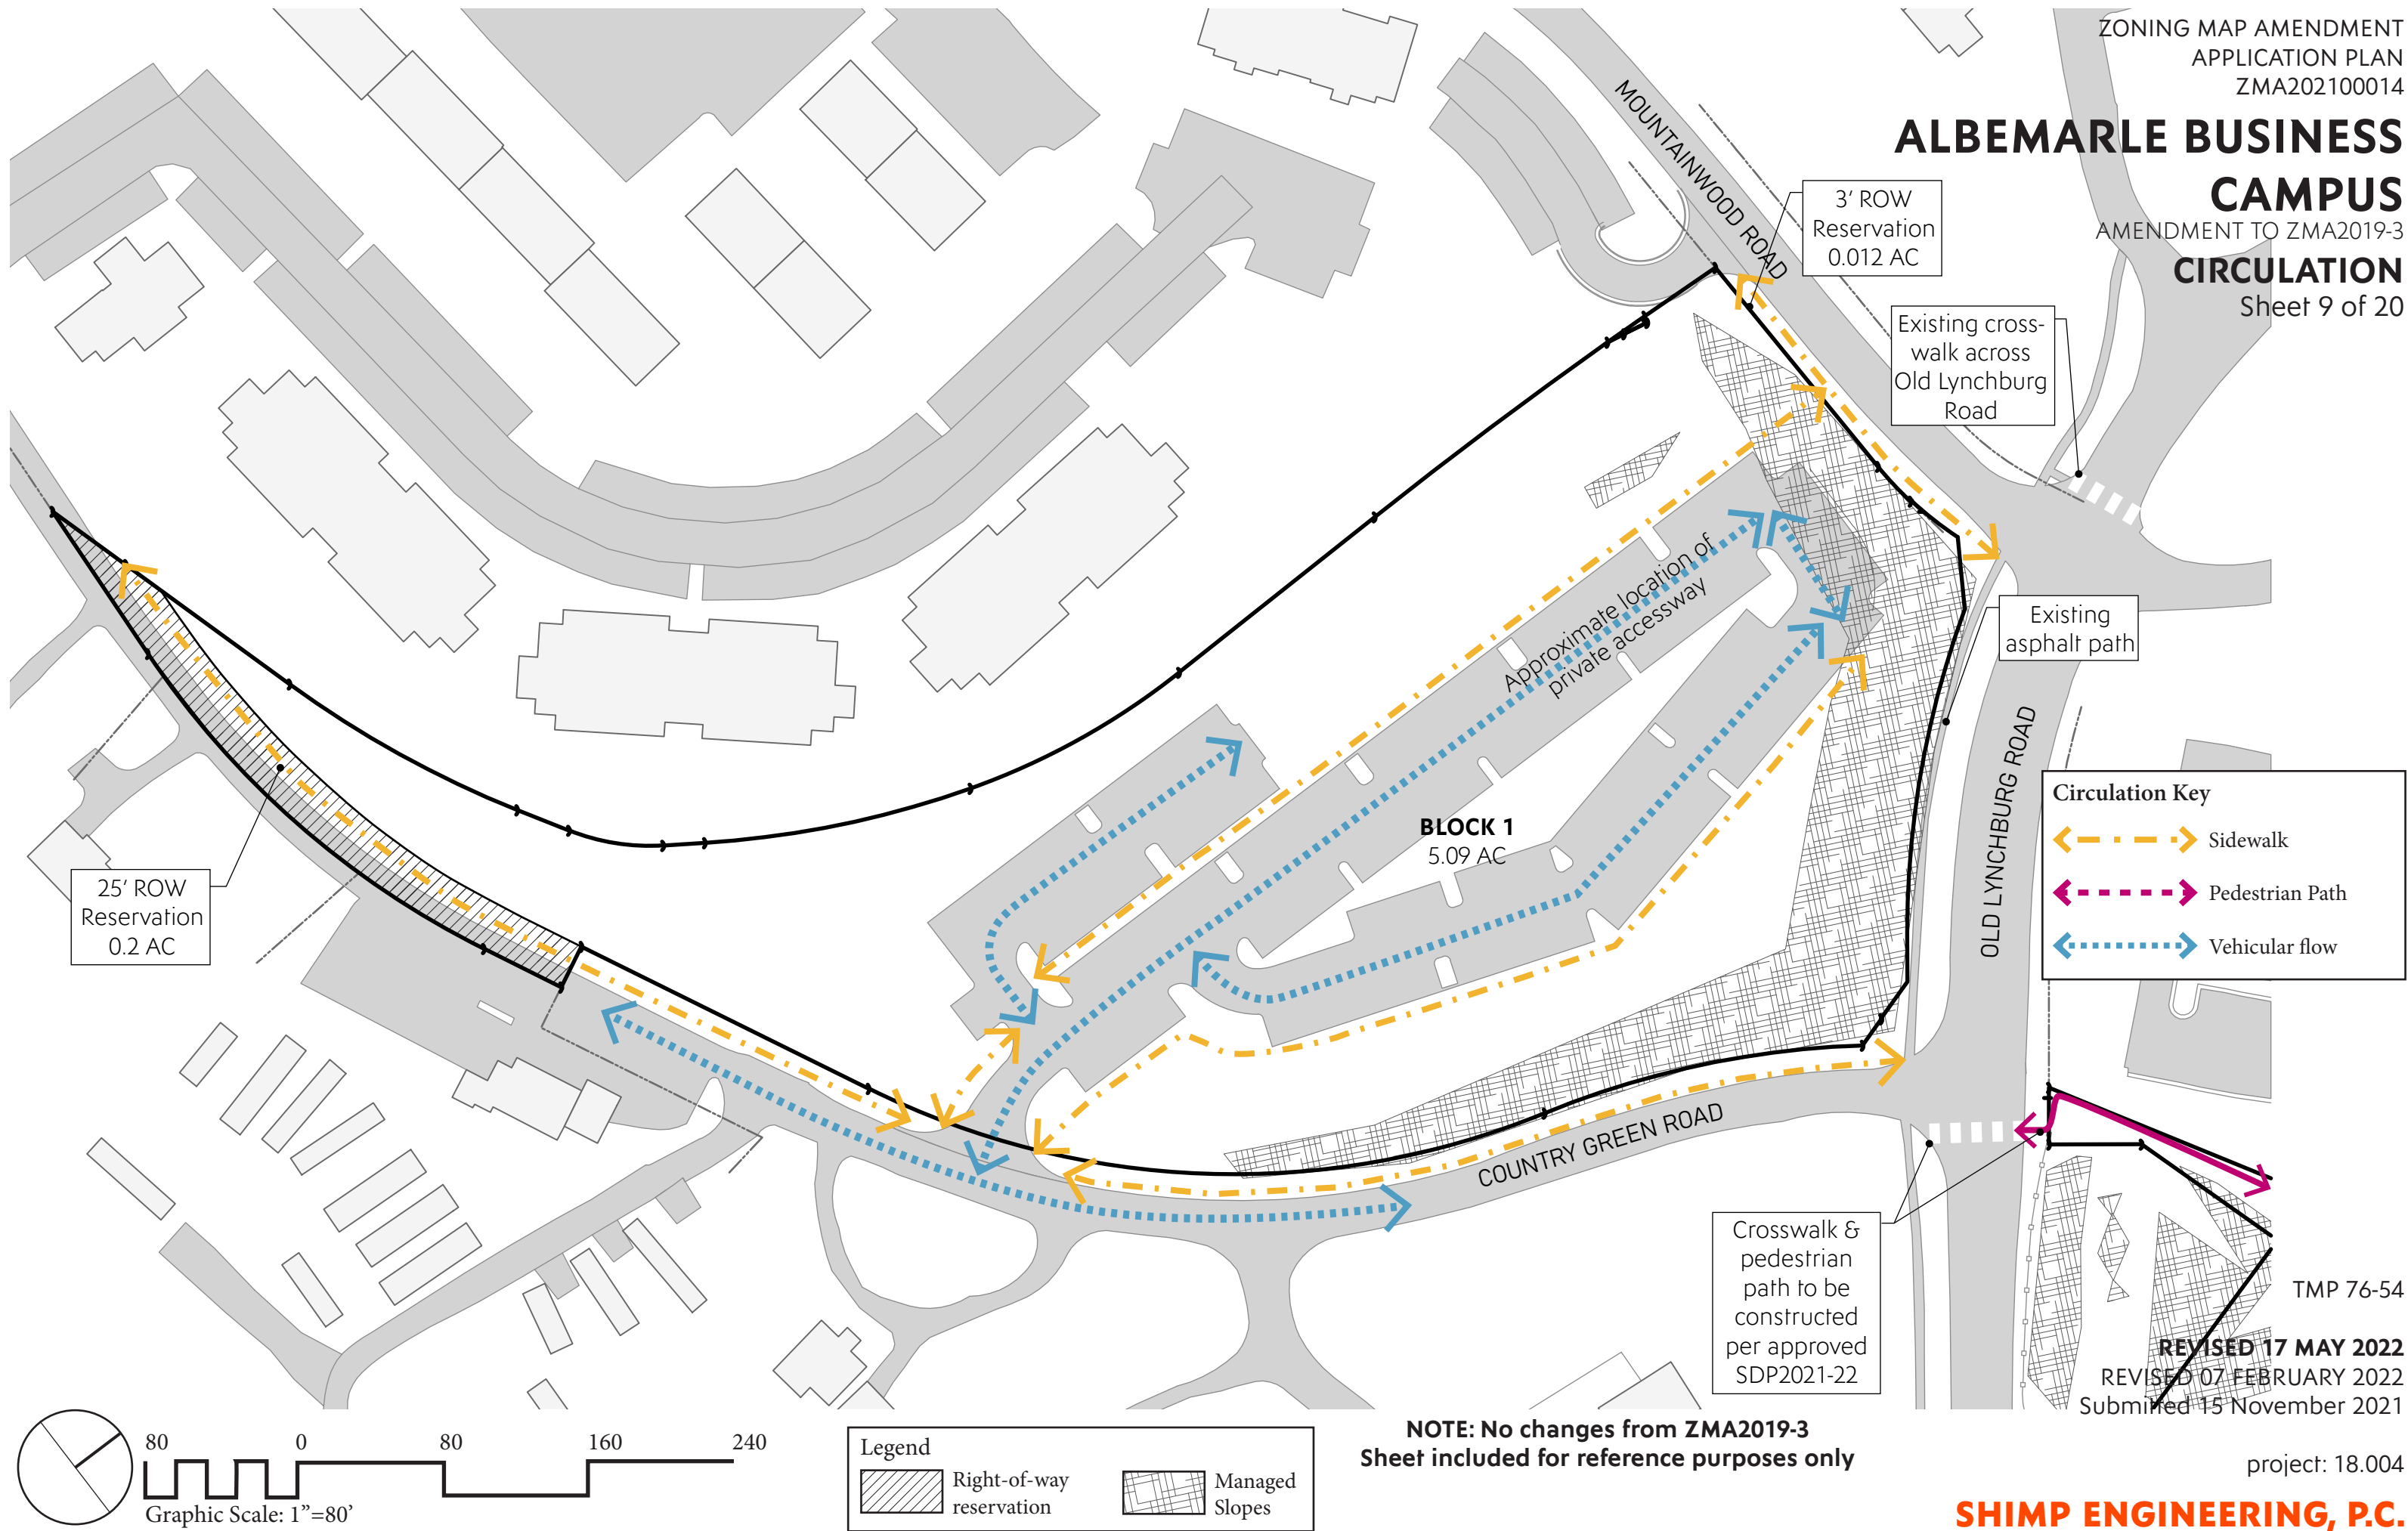 ZONING MAP AMENDMENT
APPLICATION PLAN
ZMA202100014
ALBEMARLE BUSINESS
CAMPUS
AMENDMENT TO ZMA2019-3
CIRCULATION
Sheet 9 of 20
MOUNTAINWOOD ROAD
3' ROW
Reservation
0.012 AC
Existing cross-
walk across
Old Lynchburg
Road
Existing
asphalt path
Approximate location of
private accessway
BLOCK 1
5.09 AC
OLD LYNCHBURG ROAD
Circulation Key
Sidewalk
Pedestrian Path
Vehicular flow
25' ROW
Reservation
0.2 AC
COUNTRY GREEN ROAD
Crosswalk &
pedestrian
path to be
constructed
per approved
SDP2021-22
TMP 76-54
REVISED 17 MAY 2022
REVISED 07 FEBRUARY 2022
Submitted 15 November 2021
project: 18.004
SHIMP ENGINEERING, P.C.
80 0 80 160 240
Graphic Scale: 1”=80’
Legend
Right-of-way
reservation
Managed
Slopes
NOTE: No changes from ZMA2019-3
Sheet included for reference purposes only